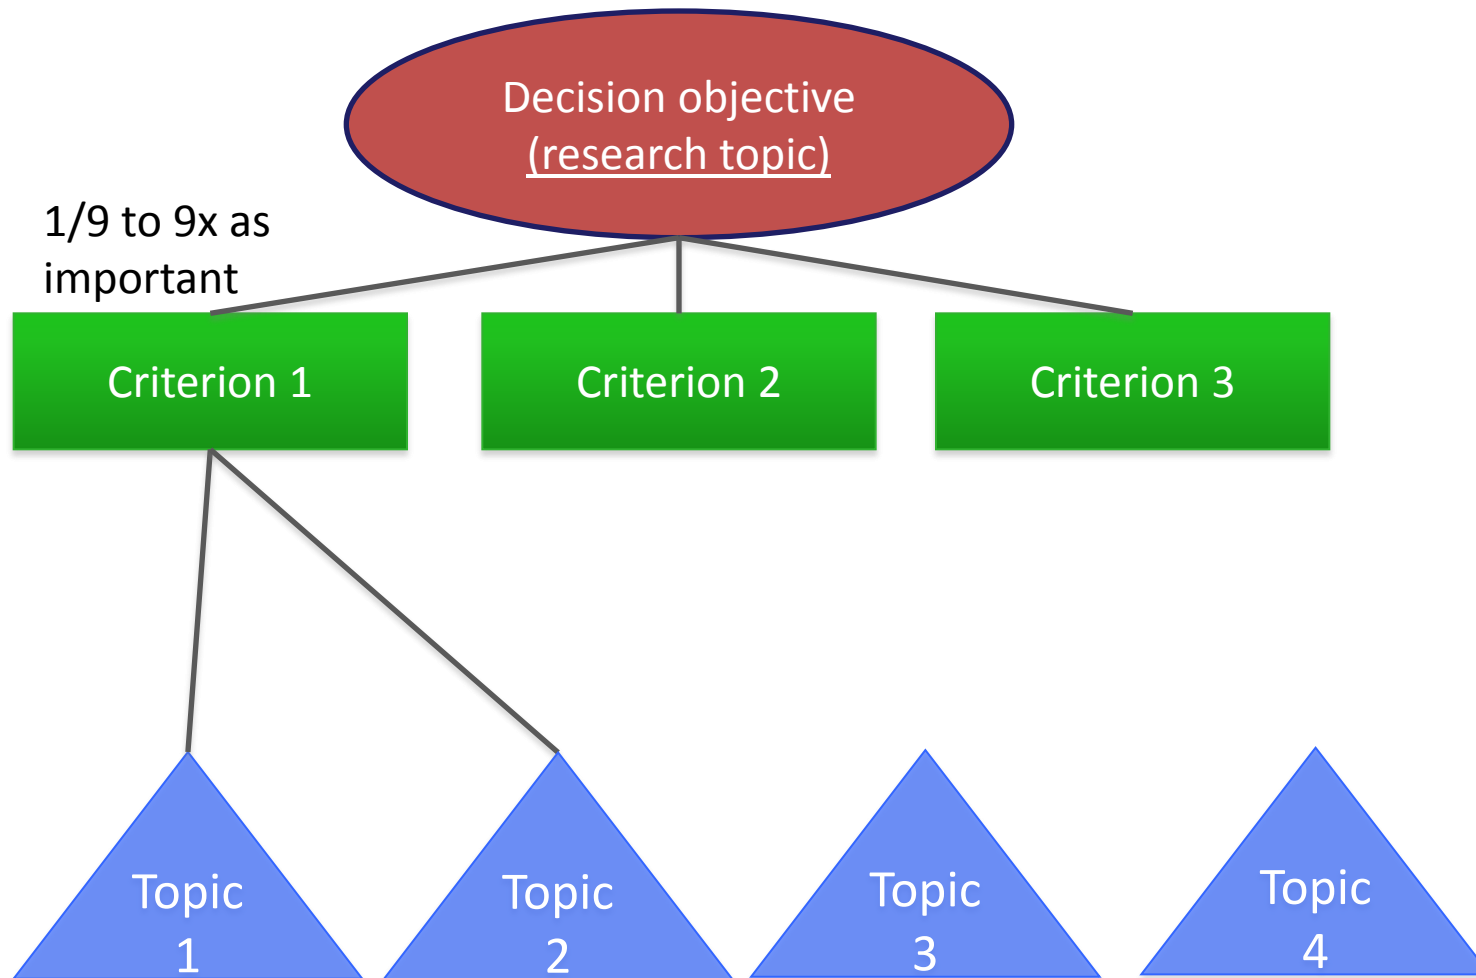 Decision objective
(research topic)
1/9 to 9x as
important
Criterion 1
Criterion 2
Criterion 3
Topic
1
Topic
2
Topic
3
Topic
4